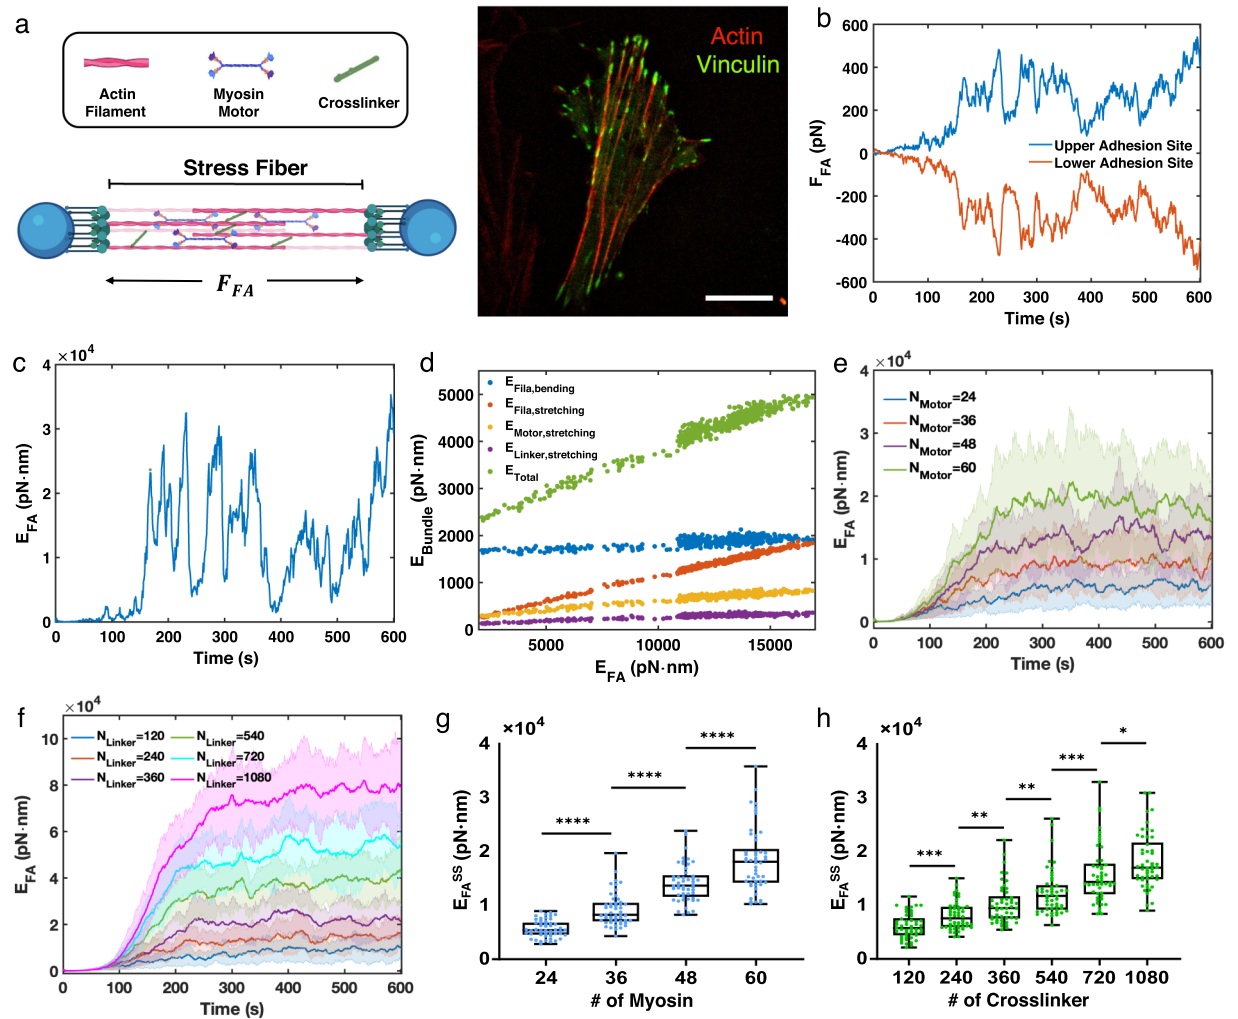 a
Actin
Filament
Myosin
Motor
Crosslinker
Stress Fiber
F_FA
Actin
Vinculin
b
600
400
200
0
-200
-400
-600
F_FA (pN)
Upper Adhesion Site
Lower Adhesion Site
0 100 200 300 400 500 600
Time (s)
c
×10^4
4
3
2
1
0
E_FA (pN·nm)
0 100 200 300 400 500 600
Time (s)
d
E_Fila,bending
E_Fila,stretching
E_Motor,stretching
E_Linker,stretching
E_Total
5000
4000
3000
2000
1000
0
E_Bundle (pN·nm)
5000 10000 15000
E_FA (pN·nm)
e
×10^4
4
3
2
1
0
E_FA (pN·nm)
N_Motor=24
N_Motor=36
N_Motor=48
N_Motor=60
0 100 200 300 400 500 600
Time (s)
f
×10^4
10
8
6
4
2
0
E_FA (pN·nm)
N_Linker=120 N_Linker=540
N_Linker=240 N_Linker=720
N_Linker=360 N_Linker=1080
0 100 200 300 400 500 600
Time (s)
g
×10^4
4
3
2
1
0
E_FA^SS (pN·nm)
**** **** ****
24 36 48 60
# of Myosin
h
×10^4
4
3
2
1
0
E_FA^SS (pN·nm)
*** ** ** *** *
120 240 360 540 720 1080
# of Crosslinker